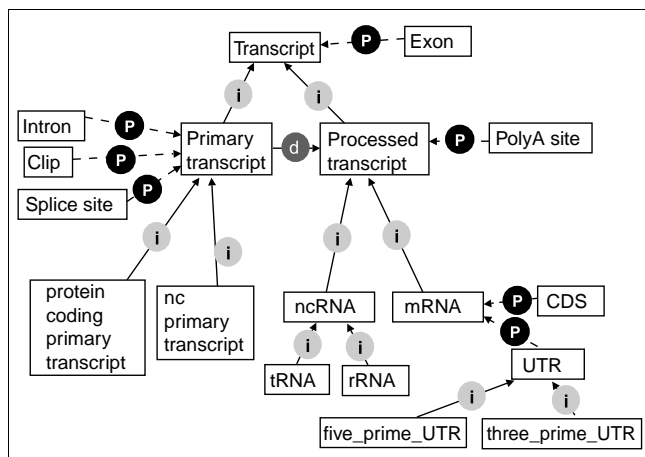 Transcript
P
Exon
i
i
Intron
P
Clip
P
Splice site
P
Primary
transcript
d
Processed
transcript
P
PolyA site
i
i
i
i
protein
coding
primary
transcript
nc
primary
transcript
ncRNA
mRNA
P
CDS
P
UTR
i
i
tRNA
rRNA
i
i
five_prime_UTR
three_prime_UTR